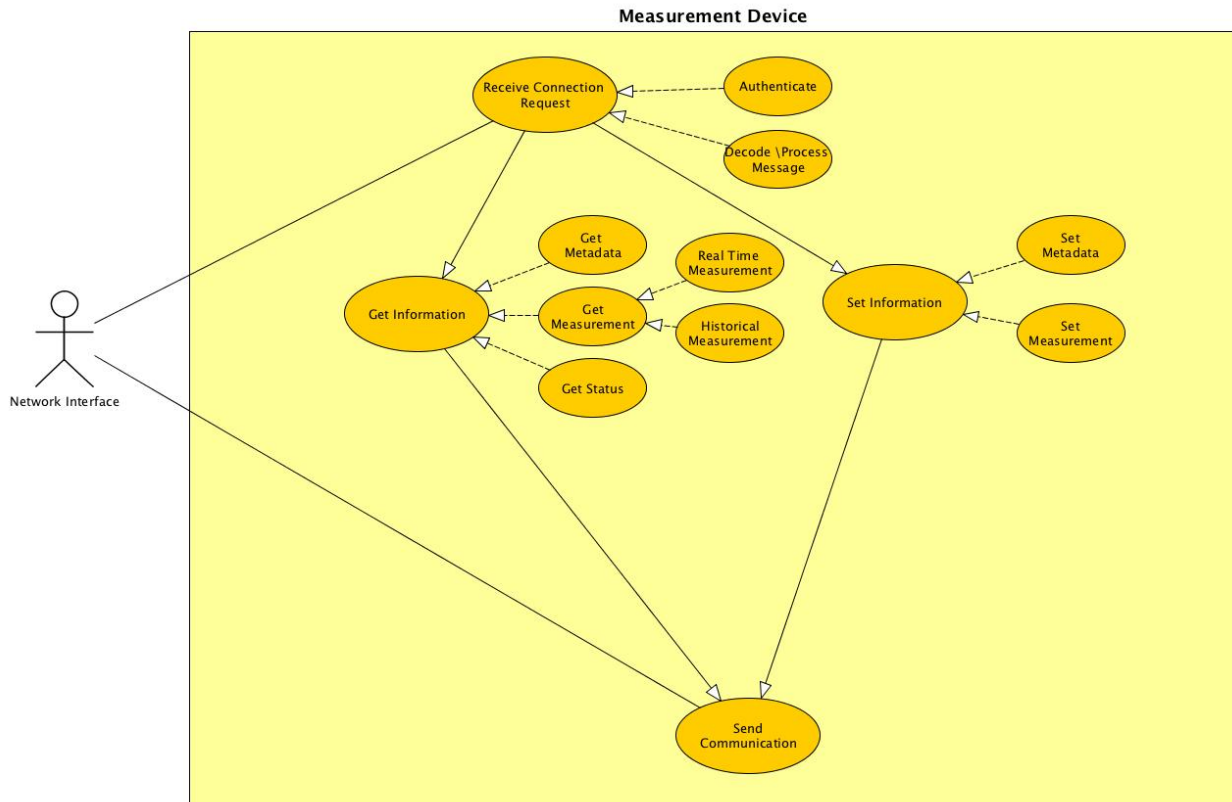 Measurement Device
Receive Connection
Request
Authenticate
Decode \Process
Message
Get
Metadata
Real Time
Measurement
Set
Metadata
Get Information
Get
Measurement
Historical
Measurement
Set Information
Set
Measurement
Get Status
Network Interface
Send
Communication